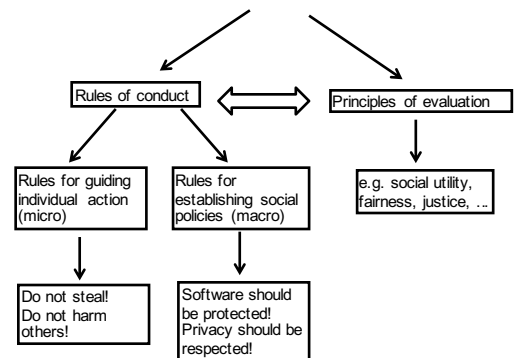 Rules of conduct
Principles of evaluation
Rules for guiding
individual action
(micro)
Rules for
establishing social
policies (macro)
e.g. social utility,
fairness, justice, ...
Do not steal!
Do not harm
others!
Software should
be protected!
Privacy should be
respected!